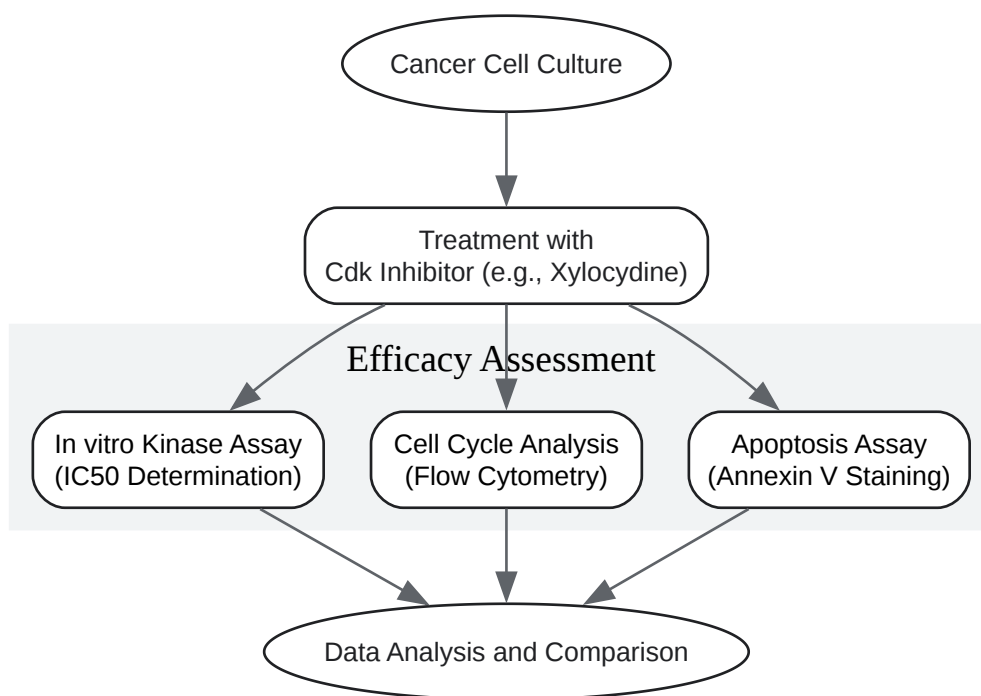 Cancer Cell Culture
Treatment with
Cdk Inhibitor (e.g., Xylocydine)
Efficacy Assessment
In vitro Kinase Assay
(IC50 Determination)
Cell Cycle Analysis
(Flow Cytometry)
Apoptosis Assay
(Annexin V Staining)
Data Analysis and Comparison